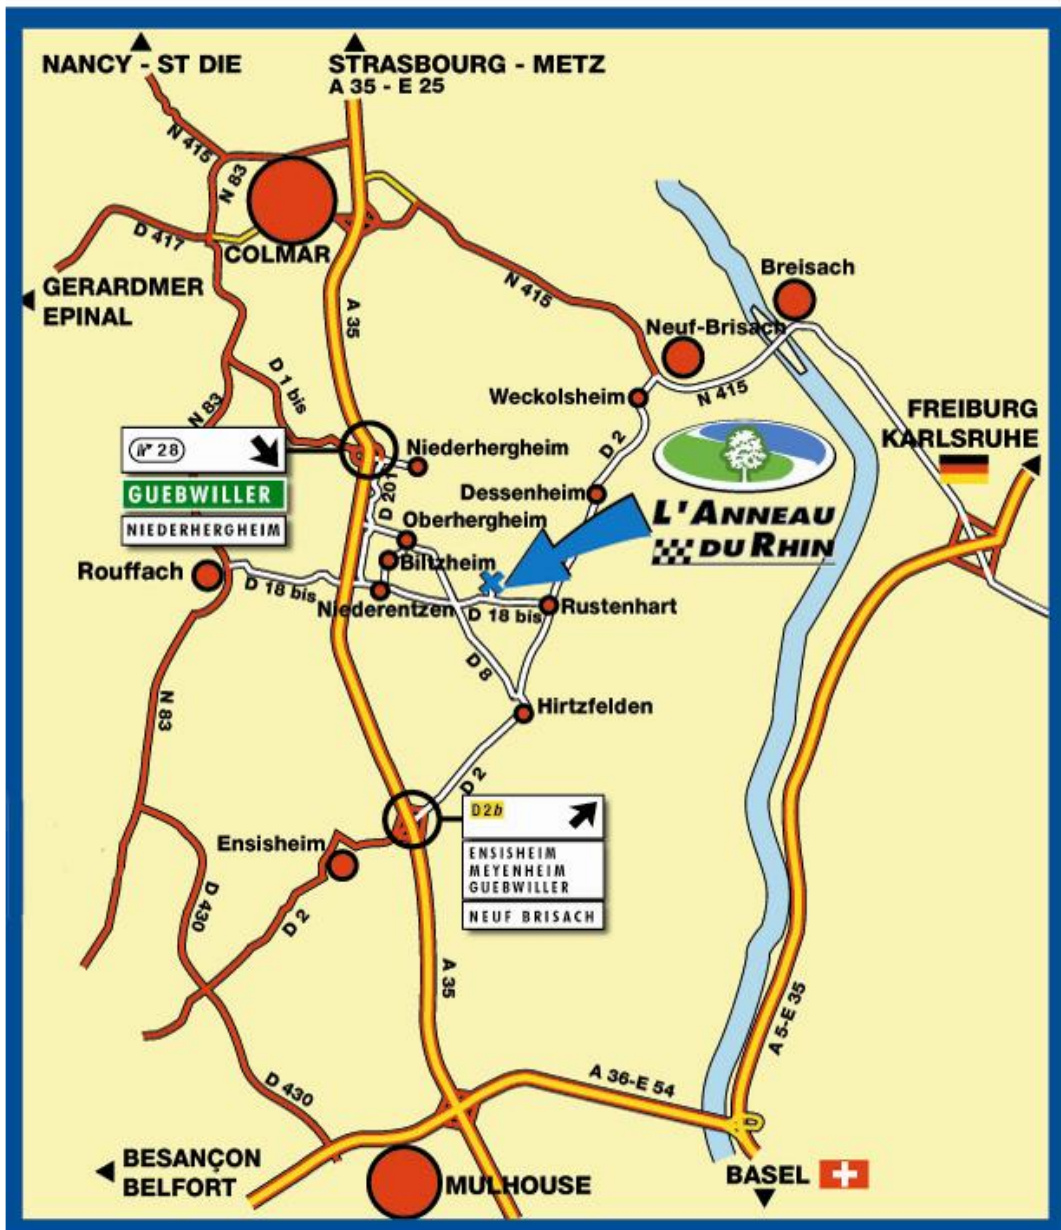 NANCY - ST DIE
STRASBOURG - METZ
A 35 - E 25
N 415
N 83
D 417
COLMAR
GERARDMER
EPINAL
A 35
N 415
Breisach
Neuf-Brisach
D 1 bis
N 83
Weckolsheim
N 415
FREIBURG
KARLSRUHE
28
GUEBWILLER
NIEDERHERGHEIM
Niederhergheim
D 2
D 201
Dessenheim
L'ANNEAU
DU RHIN
Oberhergheim
Biltzheim
Rouffach
D 18 bis
Niederentzen
D 18 bis
Rustenhart
D 8
N 83
Hirtzfelden
D 2
D2b
ENSISHEIM
MEYENHEIM
GUEBWILLER
NEUF BRISACH
Ensisheim
D 430
D 2
A 35
A 5-E 35
D 430
A 36-E 54
BESANÇON
BELFORT
MULHOUSE
BASEL